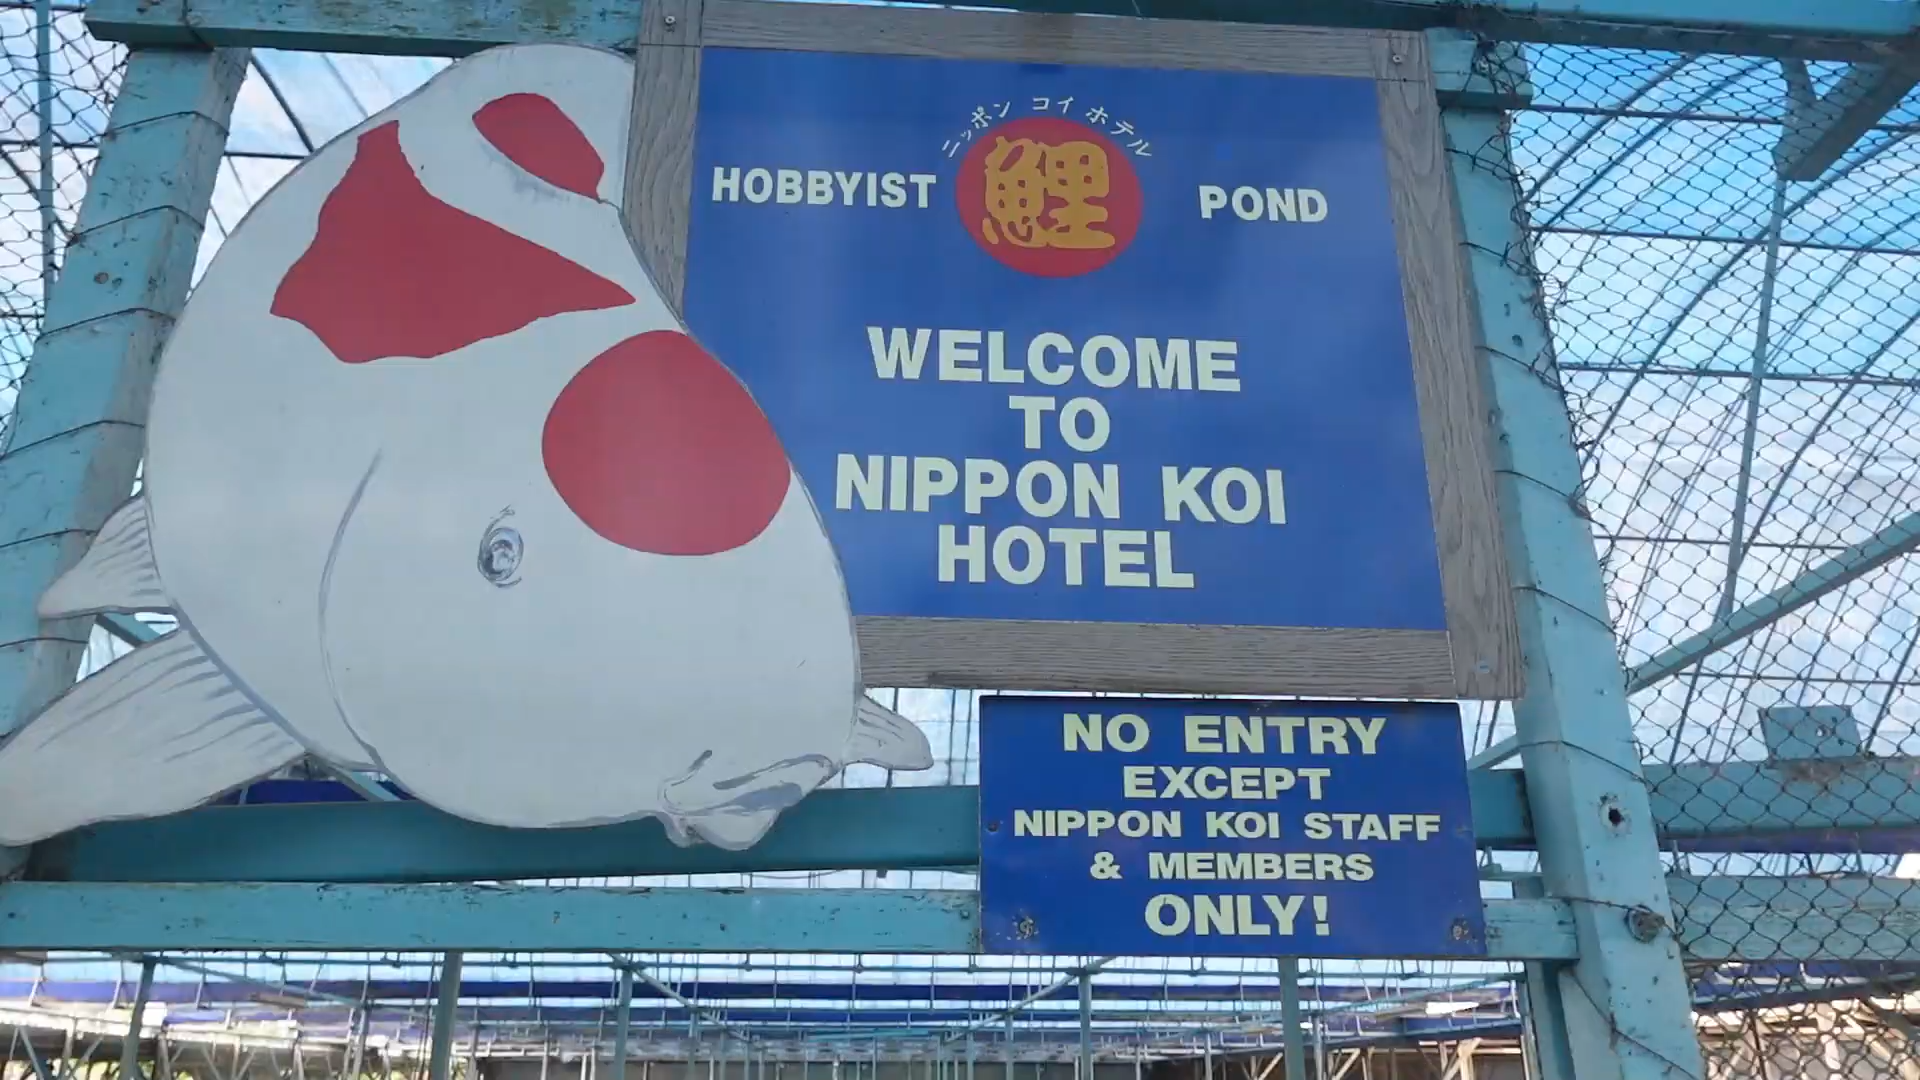 ニッポン コイ ホテル
HOBBYIST 鯉 POND
WELCOME
TO
NIPPON KOI
HOTEL
NO ENTRY
EXCEPT
NIPPON KOI STAFF
& MEMBERS
ONLY!